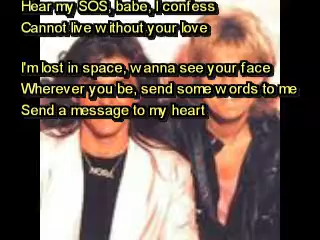 Hear my SOS, babe, I confess
Cannot live without your love
I'm lost in space, wanna see your face
Wherever you be, send some words to me
Send a message to my heart
NORA